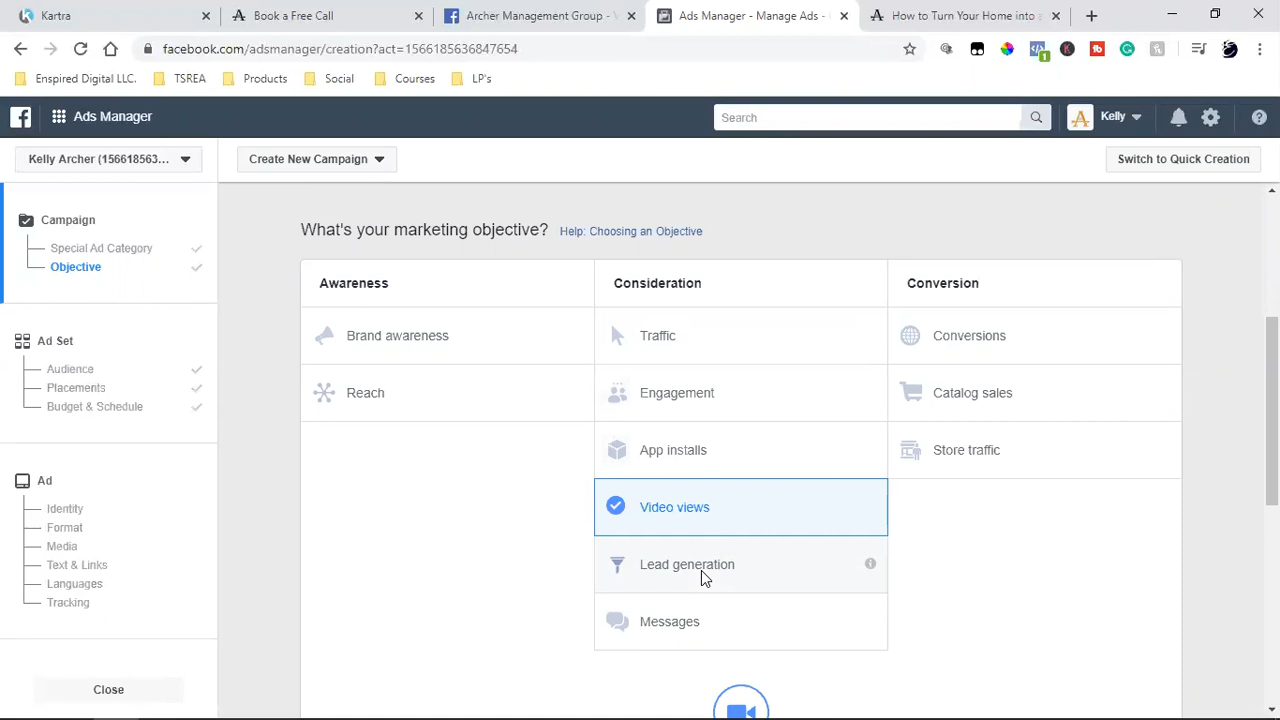 Kartra
Book a Free Call
Archer Management Group - V
Ads Manager - Manage Ads -
How to Turn Your Home into a
facebook.com/adsmanager/creation?act=1566185636847654
1
Enspired Digital LLC.
TSREA
Products
Social
Courses
LP's
Ads Manager
Search
Kelly
Kelly Archer (156618563...
Create New Campaign
Switch to Quick Creation
Campaign
Special Ad Category
Objective
Ad Set
Audience
Placements
Budget & Schedule
Ad
Identity
Format
Media
Text & Links
Languages
Tracking
Close
What's your marketing objective?
Help: Choosing an Objective
Awareness
Consideration
Conversion
Brand awareness
Traffic
Conversions
Reach
Engagement
Catalog sales
App installs
Store traffic
Video views
Lead generation
Messages